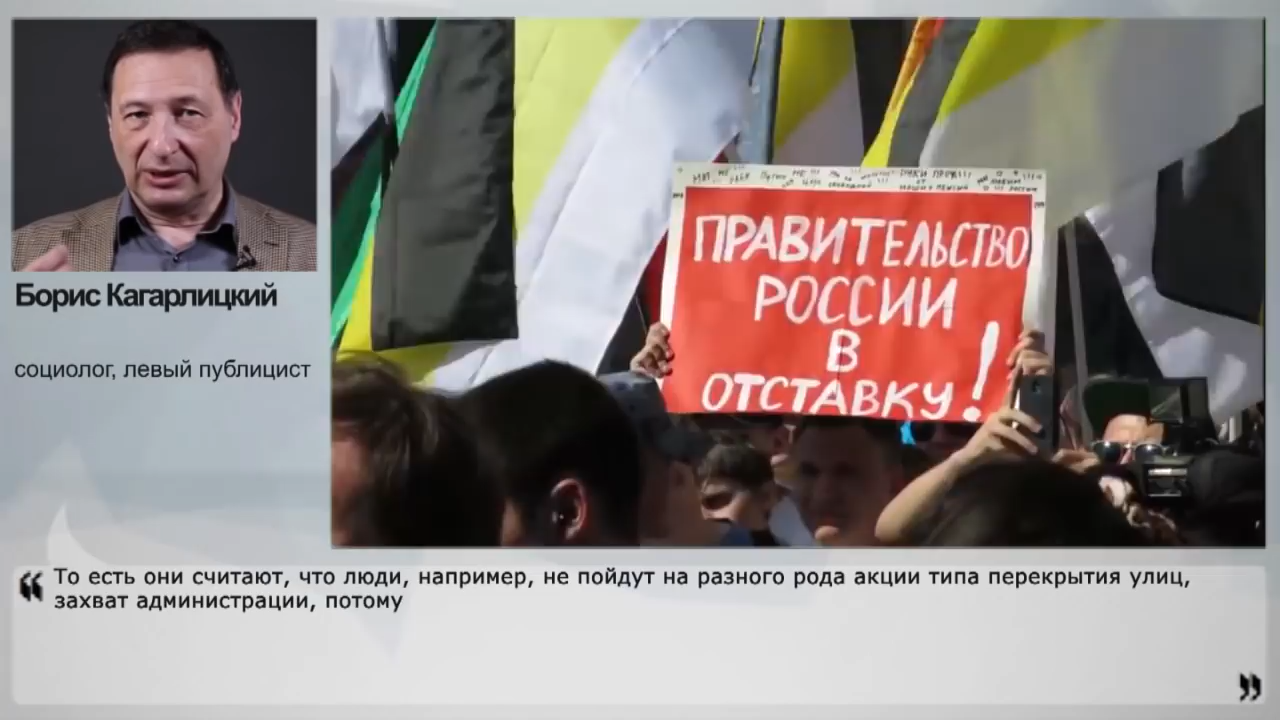 Борис Кагарлицкий
социолог, левый публицист
ПРАВИТЕЛЬСТВО
РОССИИ
В
ОТСТАВКУ!
“ То есть они считают, что люди, например, не пойдут на разного рода акции типа перекрытия улиц,
захват администрации, потому
”